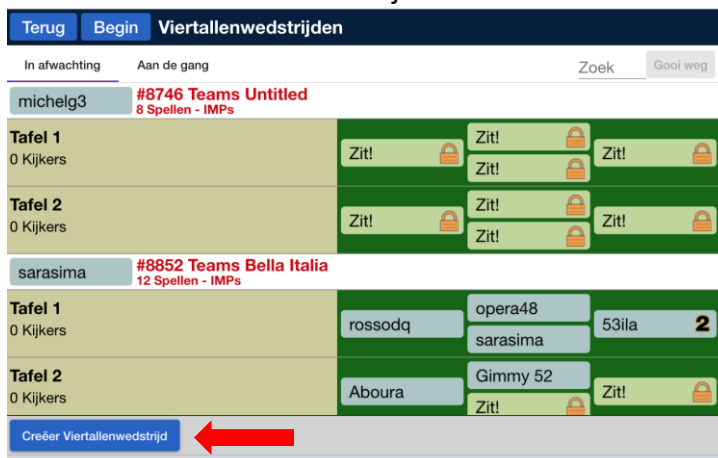 Terug Begin Viertallenwedstrijden
In afwachting Aan de gang Zoek Gooi weg
michelg3 #8746 Teams Untitled
8 Spellen - IMPs
Tafel 1
0 Kijkers
Zit! Zit! Zit!
Zit!
Tafel 2
0 Kijkers
Zit! Zit! Zit!
Zit!
sarasima #8852 Teams Bella Italia
12 Spellen - IMPs
Tafel 1
0 Kijkers
rossodq opera48 53ila 2
sarasima
Tafel 2
0 Kijkers
Aboura Gimmy 52 Zit!
Zit!
Creëer Viertallenwedstrijd